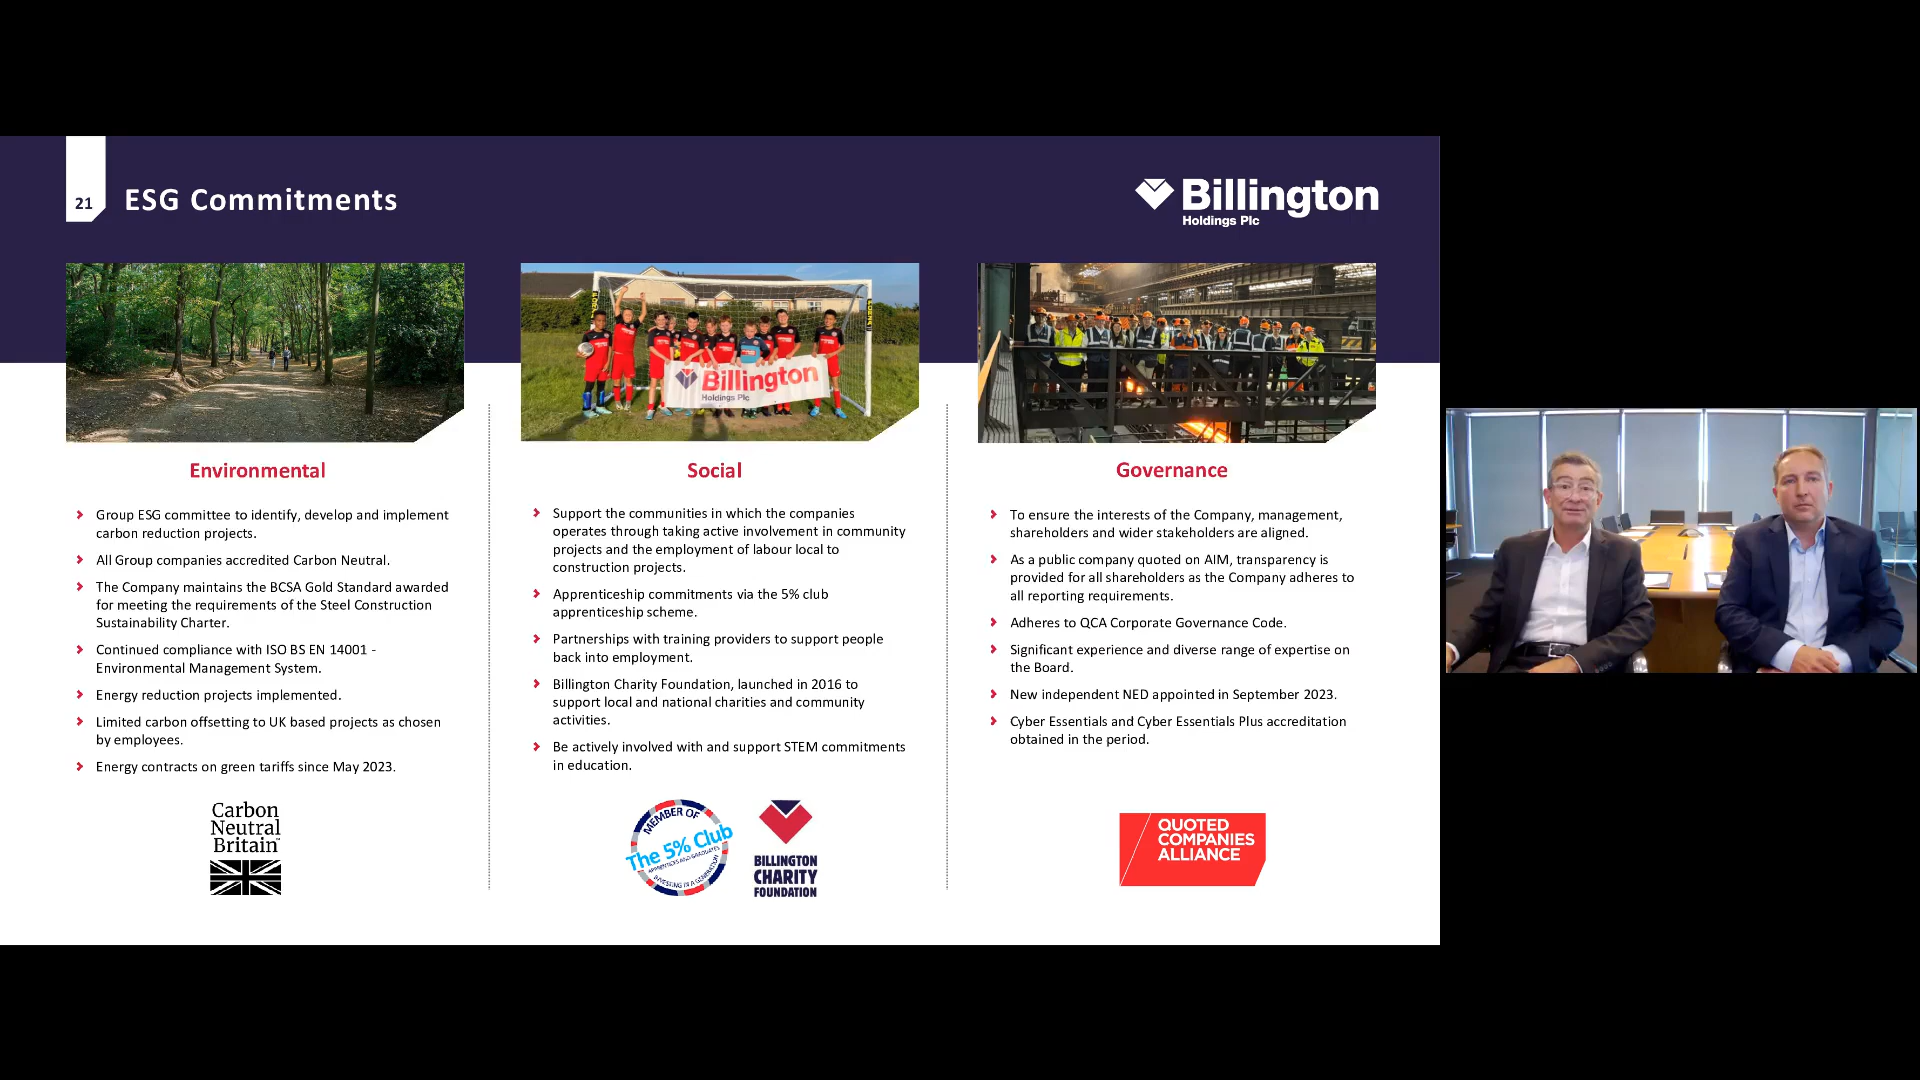 21
ESG Commitments
Billington
Holdings Plc
Billington
Holdings Plc
Environmental
Group ESG committee to identify, develop and implement
carbon reduction projects.
All Group companies accredited Carbon Neutral.
The Company maintains the BCSA Gold Standard awarded
for meeting the requirements of the Steel Construction
Sustainability Charter.
Continued compliance with ISO BS EN 14001 -
Environmental Management System.
Energy reduction projects implemented.
Limited carbon offsetting to UK based projects as chosen
by employees.
Energy contracts on green tariffs since May 2023.
Carbon
Neutral
Britain
Social
Support the communities in which the companies
operates through taking active involvement in community
projects and the employment of labour local to
construction projects.
Apprenticeship commitments via the 5% club
apprenticeship scheme.
Partnerships with training providers to support people
back into employment.
Billington Charity Foundation, launched in 2016 to
support local and national charities and community
activities.
Be actively involved with and support STEM commitments
in education.
MEMBER OF
The 5% Club
APPRENTICES AND GRADUATES
INVESTING IN A GENERATION
BILLINGTON
CHARITY
FOUNDATION
Governance
To ensure the interests of the Company, management,
shareholders and wider stakeholders are aligned.
As a public company quoted on AIM, transparency is
provided for all shareholders as the Company adheres to
all reporting requirements.
Adheres to QCA Corporate Governance Code.
Significant experience and diverse range of expertise on
the Board.
New independent NED appointed in September 2023.
Cyber Essentials and Cyber Essentials Plus accreditation
obtained in the period.
QUOTED
COMPANIES
ALLIANCE